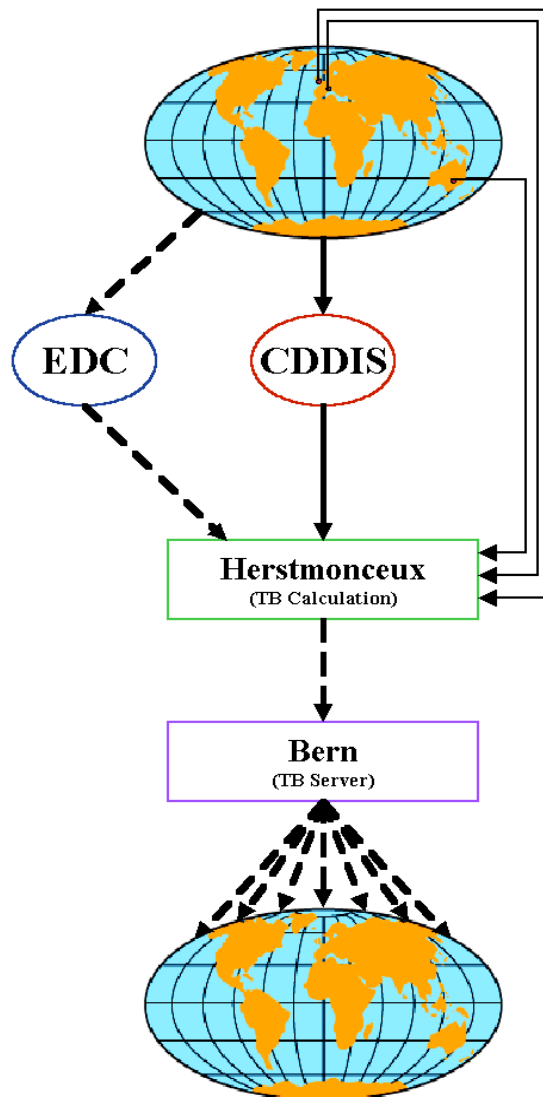 EDC
CDDIS
Herstmonceux
(TB Calculation)
Bern
(TB Server)